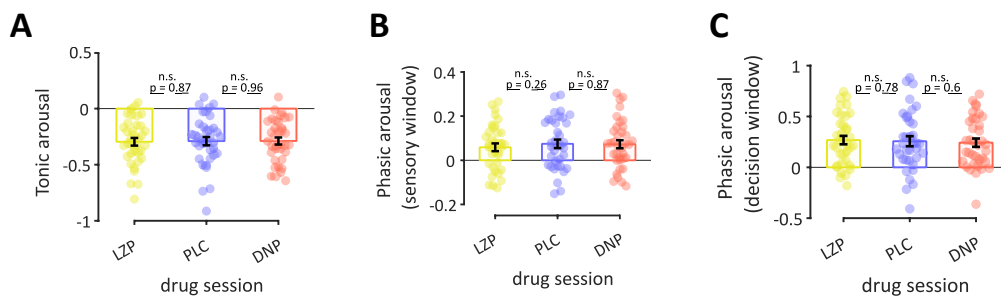 A
Tonic arousal
0.5
0
-0.5
-1
n.s.
p = 0.87
n.s.
p = 0.96
LZP
PLC
DNP
drug session
B
Phasic arousal
(sensory window)
0.4
0.2
0
-0.2
n.s.
p = 0.26
n.s.
p = 0.87
LZP
PLC
DNP
drug session
C
Phasic arousal
(decision window)
1
0.5
0
-0.5
n.s.
p = 0.78
n.s.
p = 0.6
LZP
PLC
DNP
drug session